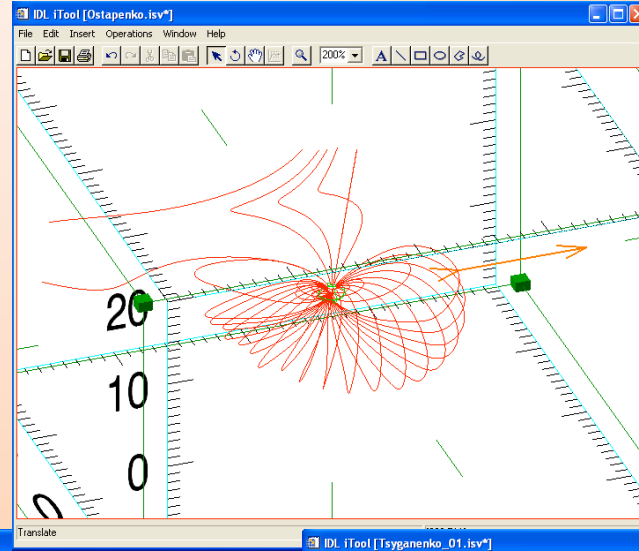 IDL iTool [Ostapenko.isv*]
File Edit Insert Operations Window Help
200% A
20
10
0
0
Translate
IDL iTool [Tsyganenko_01.isv*]